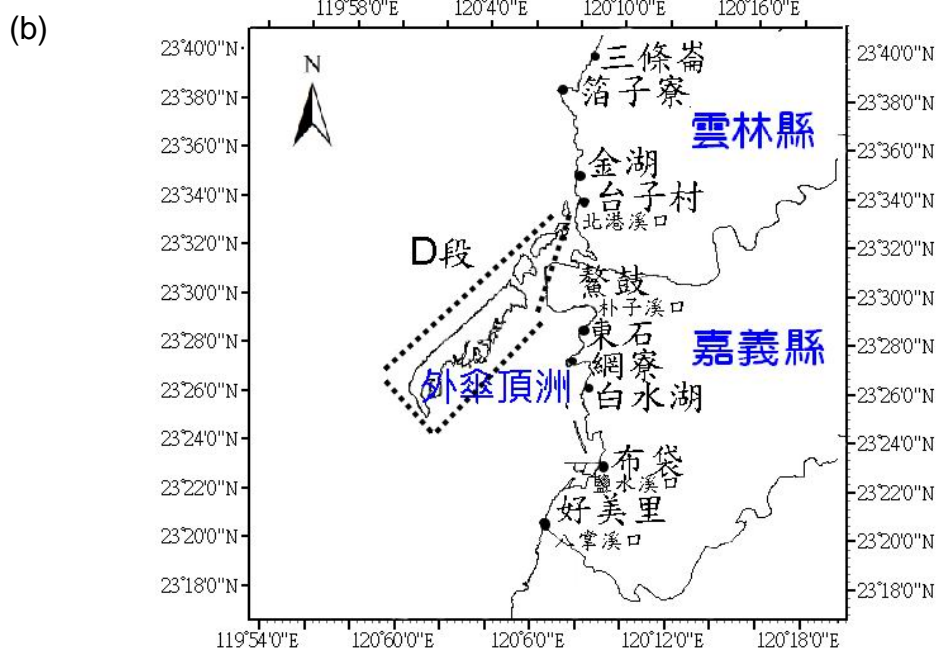 (b)
119°58'0"E 120°4'0"E 120°10'0"E 120°16'0"E
23°40'0"N
23°38'0"N
23°36'0"N
23°34'0"N
23°32'0"N
23°30'0"N
23°28'0"N
23°26'0"N
23°24'0"N
23°22'0"N
23°20'0"N
23°18'0"N
N
三條崙
箔子寮
雲林縣
金湖
台子村
北港溪口
D段
鰲鼓
朴子溪口
東石
嘉義縣
網寮
外傘頂洲
白水湖
布袋
鹽水溪口
好美里
八掌溪口
23°40'0"N
23°38'0"N
23°36'0"N
23°34'0"N
23°32'0"N
23°30'0"N
23°28'0"N
23°26'0"N
23°24'0"N
23°22'0"N
23°20'0"N
23°18'0"N
119°54'0"E 120°60'0"E 120°6'0"E 120°12'0"E 120°18'0"E